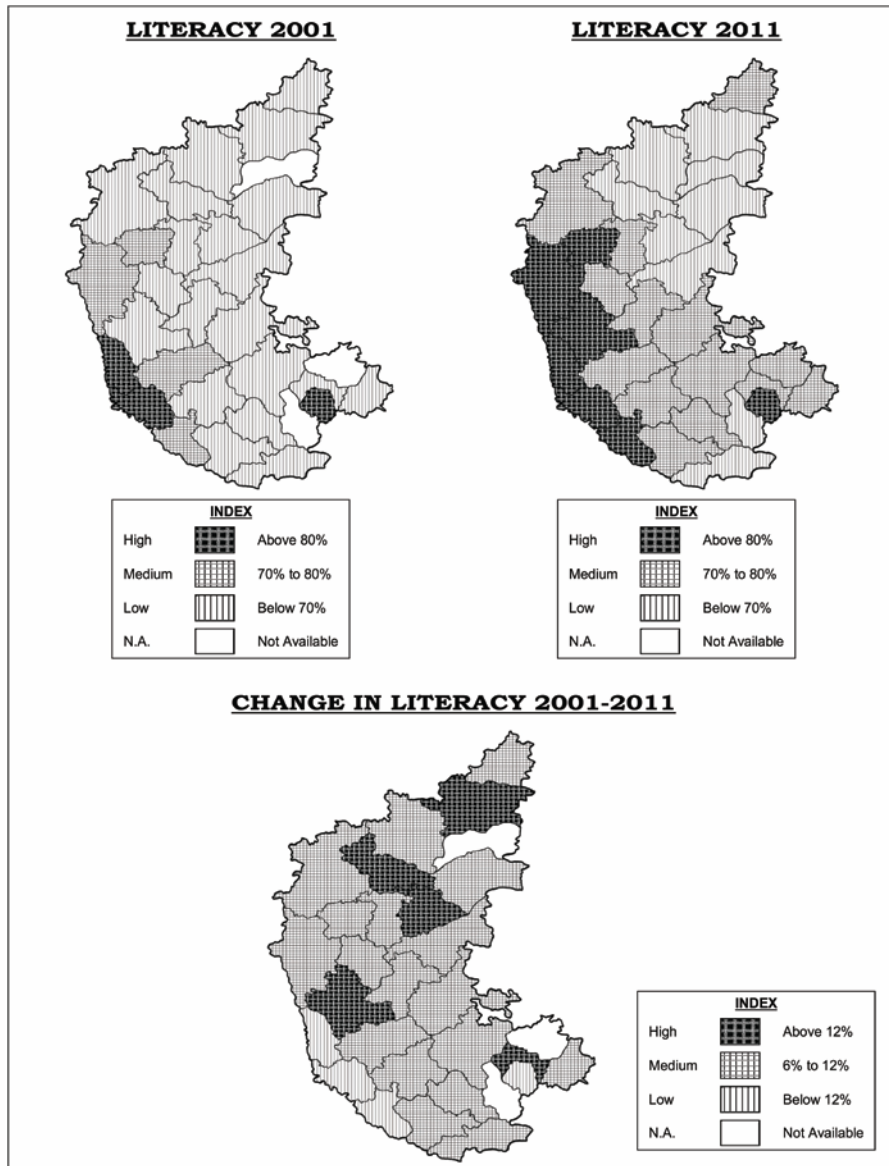 LITERACY 2001
LITERACY 2011
INDEX
High Above 80%
Medium 70% to 80%
Low Below 70%
N.A. Not Available
INDEX
High Above 80%
Medium 70% to 80%
Low Below 70%
N.A. Not Available
CHANGE IN LITERACY 2001-2011
INDEX
High Above 12%
Medium 6% to 12%
Low Below 12%
N.A. Not Available